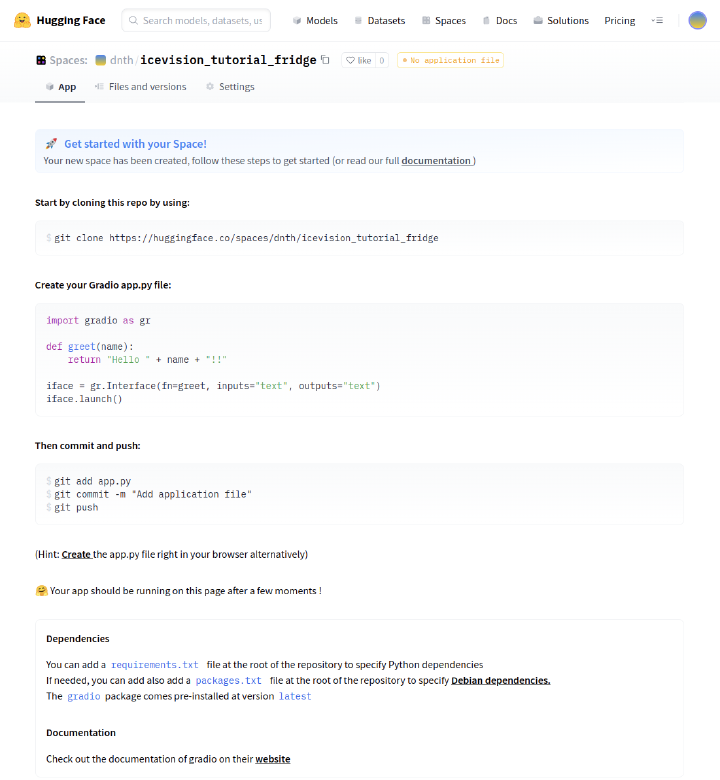 Hugging Face Search models, datasets, us Models Datasets Spaces Docs Solutions Pricing
Spaces: dnth/icevision_tutorial_fridge like 0 No application file
App Files and versions Settings
Get started with your Space!
Your new space has been created, follow these steps to get started (or read our full documentation )
Start by cloning this repo by using:
$ git clone https://huggingface.co/spaces/dnth/icevision_tutorial_fridge
Create your Gradio app.py file:
import gradio as gr
def greet(name):
    return "Hello " + name + "!!"
iface = gr.Interface(fn=greet, inputs="text", outputs="text")
iface.launch()
Then commit and push:
$ git add app.py
$ git commit -m "Add application file"
$ git push
(Hint: Create the app.py file right in your browser alternatively)
🤗 Your app should be running on this page after a few moments !
Dependencies
You can add a requirements.txt file at the root of the repository to specify Python dependencies
If needed, you can add also add a packages.txt file at the root of the repository to specify Debian dependencies.
The gradio package comes pre-installed at version latest
Documentation
Check out the documentation of gradio on their website